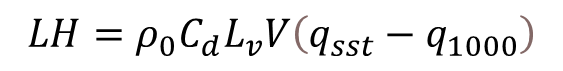 LH = ρ₀C_dL_vV(q_sst − q₁₀₀₀)